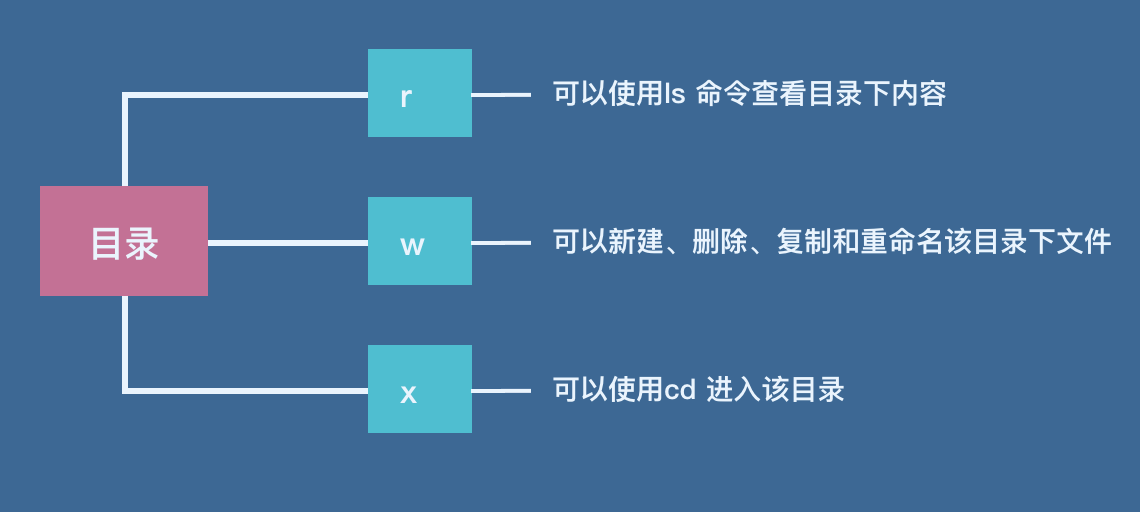 r
可以使用ls 命令查看目录下内容
目录
w
可以新建、删除、复制和重命名该目录下文件
x
可以使用cd 进入该目录